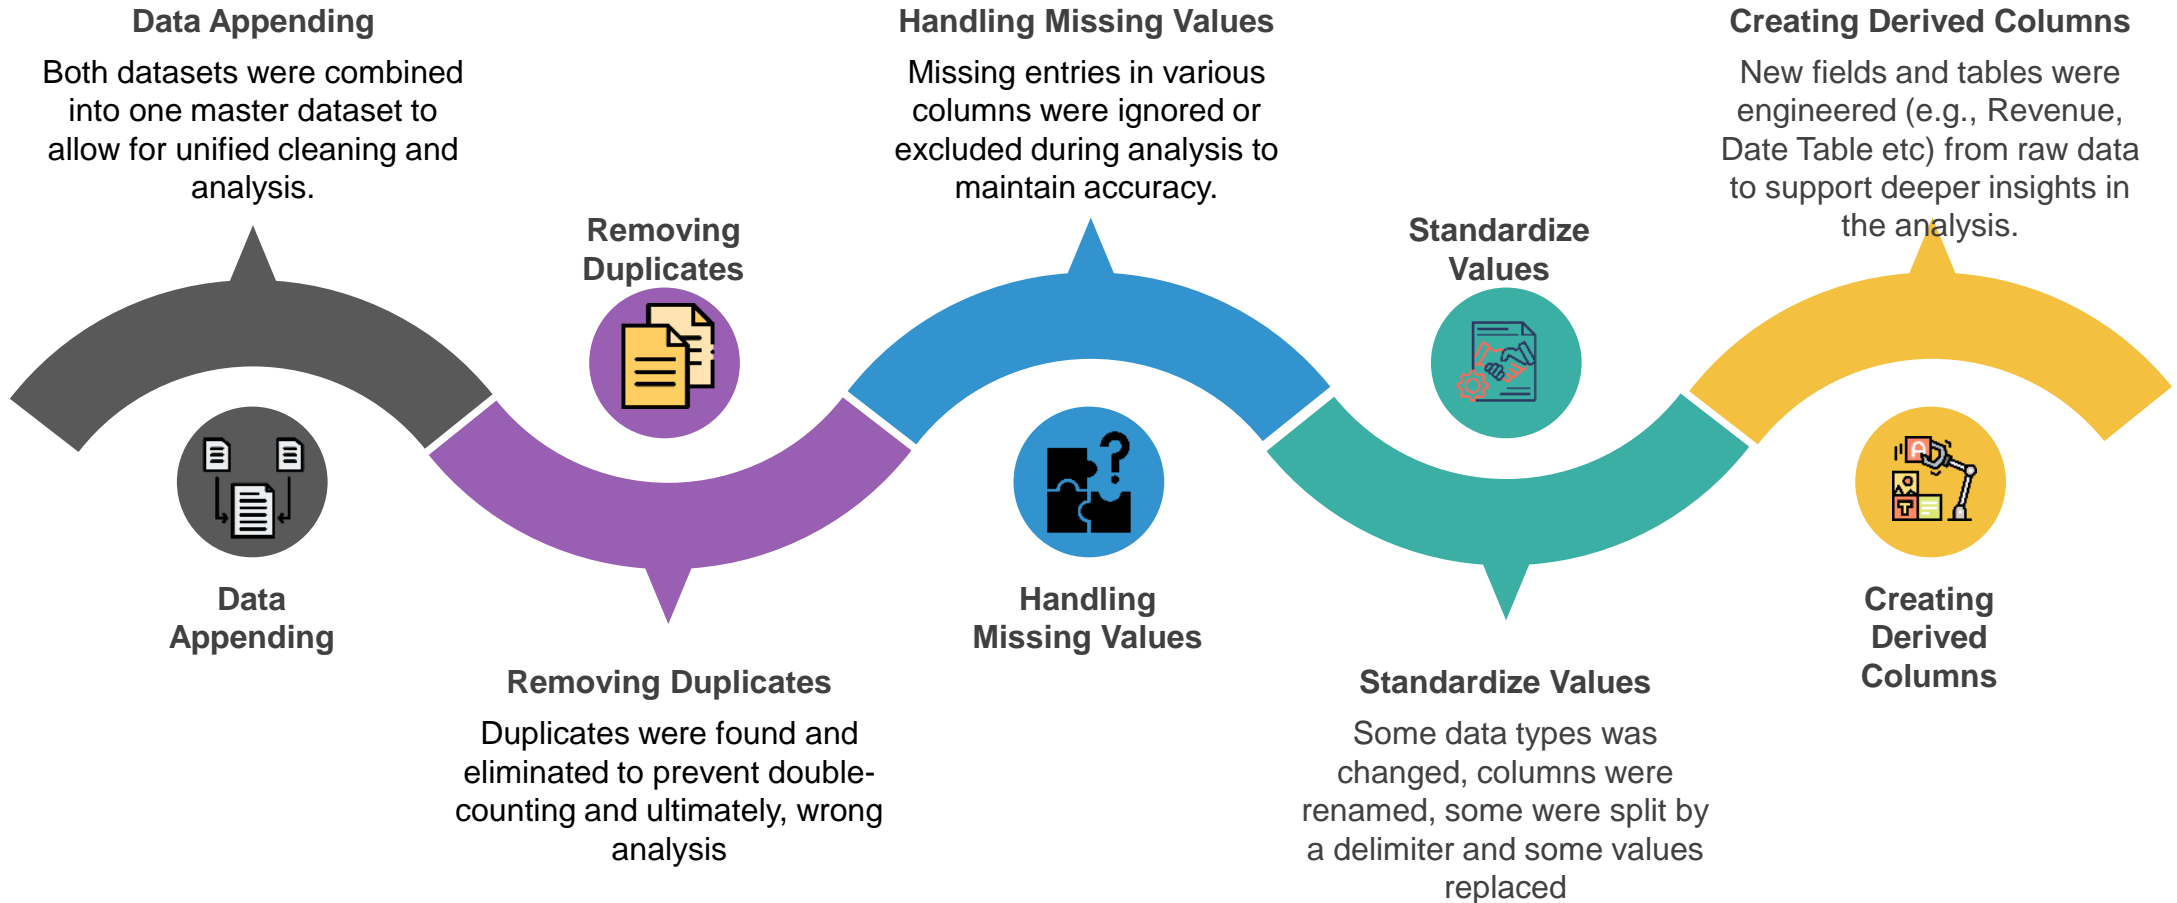 Data Appending
Both datasets were combined
into one master dataset to
allow for unified cleaning and
analysis.
Data
Appending
Removing
Duplicates
Removing Duplicates
Duplicates were found and
eliminated to prevent double-
counting and ultimately, wrong
analysis
Handling Missing Values
Missing entries in various
columns were ignored or
excluded during analysis to
maintain accuracy.
Handling
Missing Values
Standardize
Values
Standardize Values
Some data types was
changed, columns were
renamed, some were split by
a delimiter and some values
replaced
Creating Derived Columns
New fields and tables were
engineered (e.g., Revenue,
Date Table etc) from raw data
to support deeper insights in
the analysis.
A
T
Creating
Derived
Columns